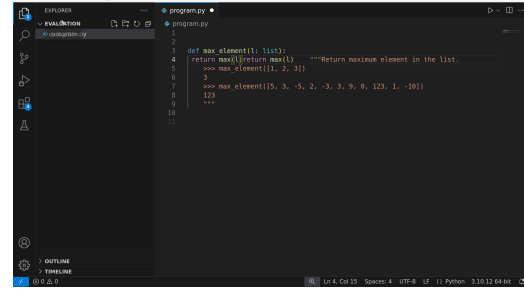 EXPLORER
program.py
EVALUATION
program.py
1
2
3 def max_element(l: list):
4 return max(l)return max(l) """Return maximum element in the list.
5 >>> max_element([1, 2, 3])
6 3
7 >>> max_element([5, 3, -5, 2, -3, 3, 9, 0, 123, 1, -10])
8 123
9 """
10
11
OUTLINE
TIMELINE
0 0 Ln 4, Col 15 Spaces: 4 UTF-8 LF Python 3.10.12 64-bit